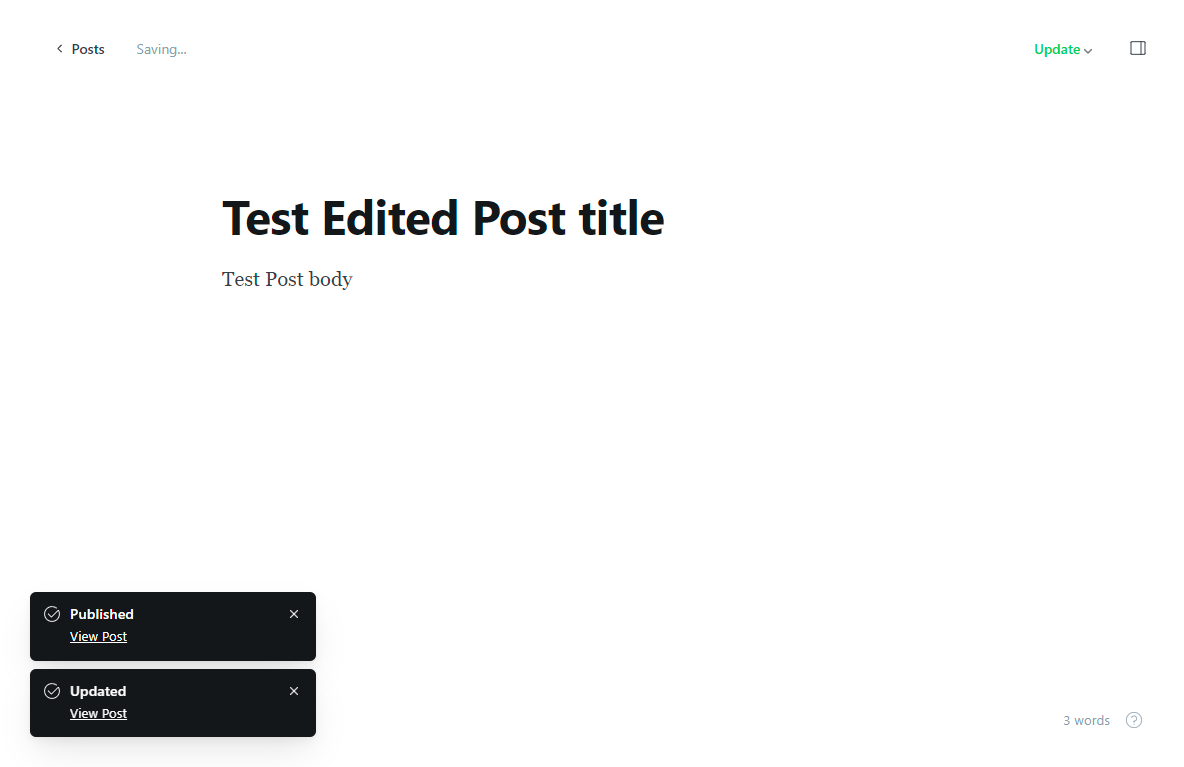 Posts
Saving...
Update
Test Edited Post title
Test Post body
Published
View Post
Updated
View Post
3 words
?